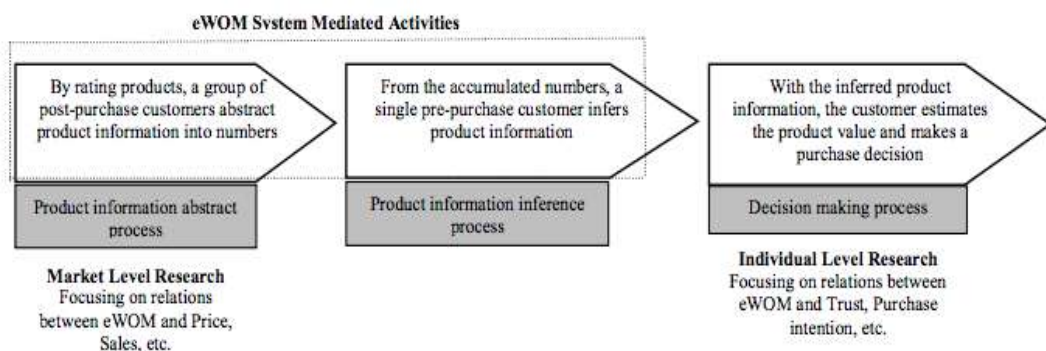 eWOM System Mediated Activities
By rating products, a group of
post-purchase customers abstract
product information into numbers
Product information abstract
process
Market Level Research
Focusing on relations
between eWOM and Price,
Sales, etc.
From the accumulated numbers, a
single pre-purchase customer infers
product information
Product information inference
process
With the inferred product
information, the customer estimates
the product value and makes a
purchase decision
Decision making process
Individual Level Research
Focusing on relations between
eWOM and Trust, Purchase
intention, etc.